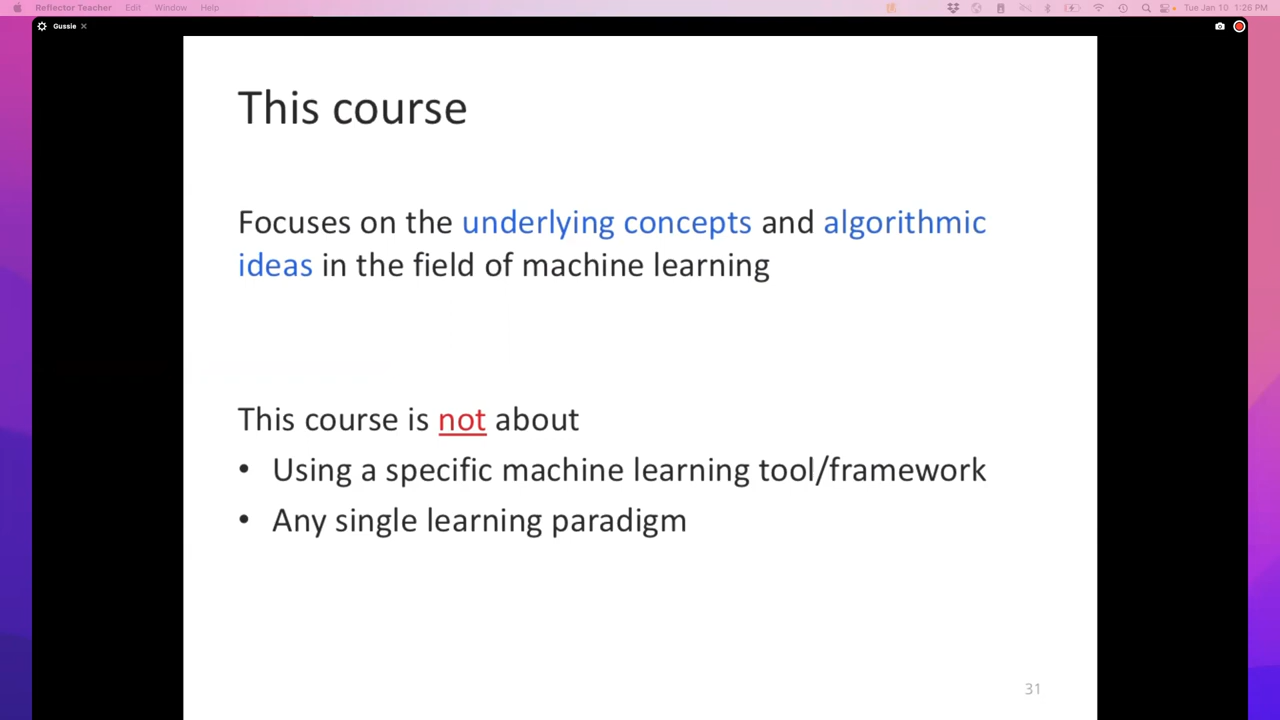 Reflector Teacher Edit Window Help Tue Jan 10 1:26 PM
Gussie
This course
Focuses on the underlying concepts and algorithmic
ideas in the field of machine learning
This course is not about
• Using a specific machine learning tool/framework
• Any single learning paradigm
31